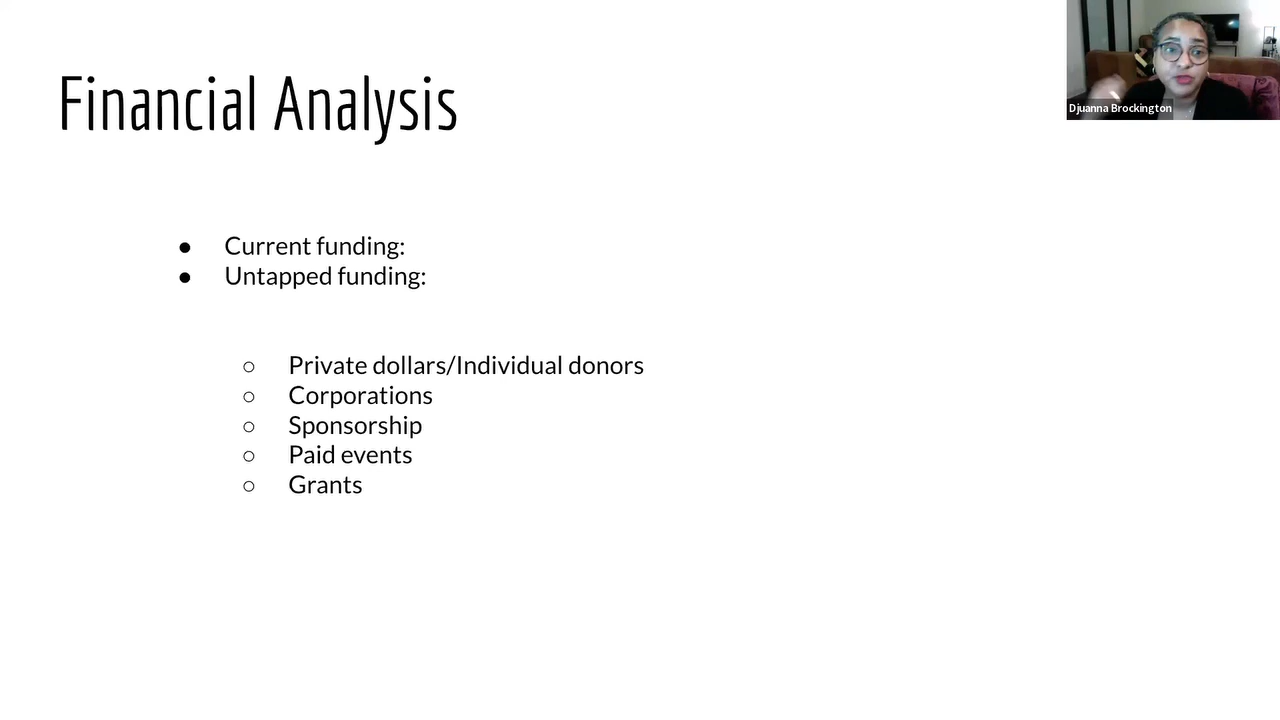 Financial Analysis
Djuanna Brockington
● Current funding:
● Untapped funding:
○ Private dollars/Individual donors
○ Corporations
○ Sponsorship
○ Paid events
○ Grants